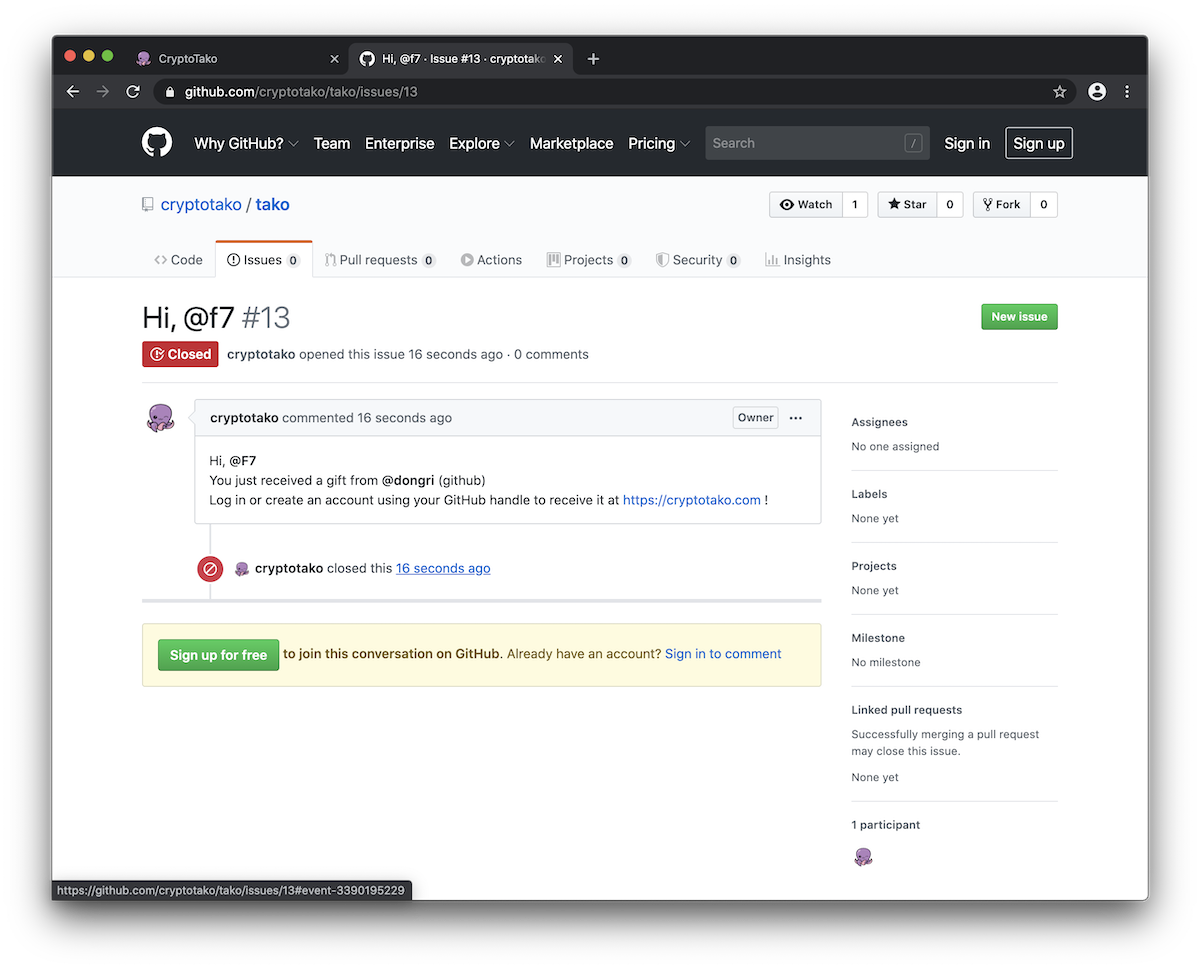 CryptoTako
Hi, @f7 · Issue #13 · cryptotako
github.com/cryptotako/tako/issues/13
Why GitHub? Team Enterprise Explore Marketplace Pricing Search / Sign in Sign up
cryptotako / tako
Watch 1 Star 0 Fork 0
Code Issues 0 Pull requests 0 Actions Projects 0 Security 0 Insights
Hi, @f7 #13
New issue
Closed cryptotako opened this issue 16 seconds ago · 0 comments
cryptotako commented 16 seconds ago Owner ...
Hi, @F7
You just received a gift from @dongri (github)
Log in or create an account using your GitHub handle to receive it at https://cryptotako.com !
cryptotako closed this 16 seconds ago
Sign up for free to join this conversation on GitHub. Already have an account? Sign in to comment
Assignees
No one assigned
Labels
None yet
Projects
None yet
Milestone
No milestone
Linked pull requests
Successfully merging a pull request
may close this issue.
None yet
1 participant
https://github.com/cryptotako/tako/issues/13#event-3390195229